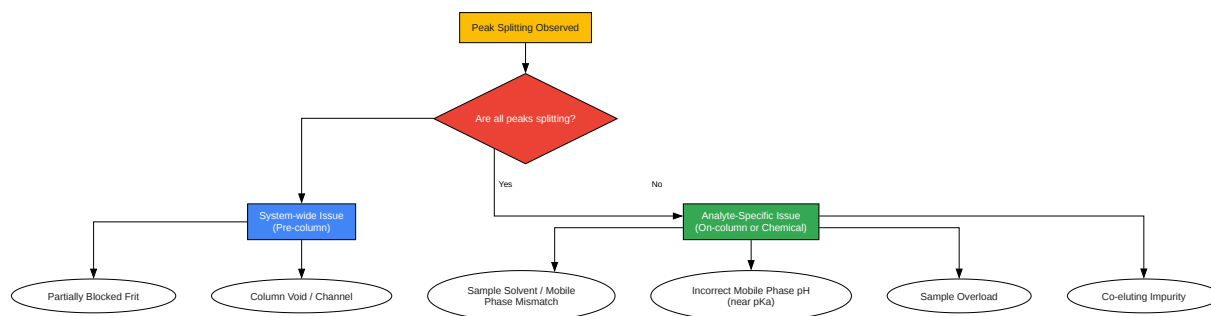 Peak Splitting Observed
Are all peaks splitting?
Yes
No
System-wide Issue
(Pre-column)
Analyte-Specific Issue
(On-column or Chemical)
Partially Blocked Frit
Column Void / Channel
Sample Solvent / Mobile
Phase Mismatch
Incorrect Mobile Phase pH
(near pKa)
Sample Overload
Co-eluting Impurity